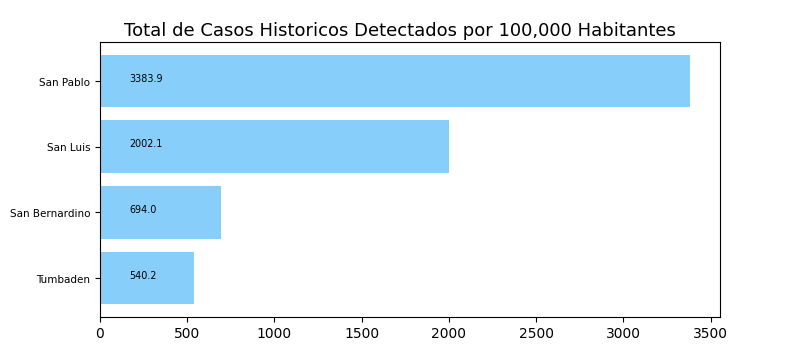 Total de Casos Historicos Detectados por 100,000 Habitantes
San Pablo 3383.9
San Luis 2002.1
San Bernardino 694.0
Tumbaden 540.2
0 500 1000 1500 2000 2500 3000 3500